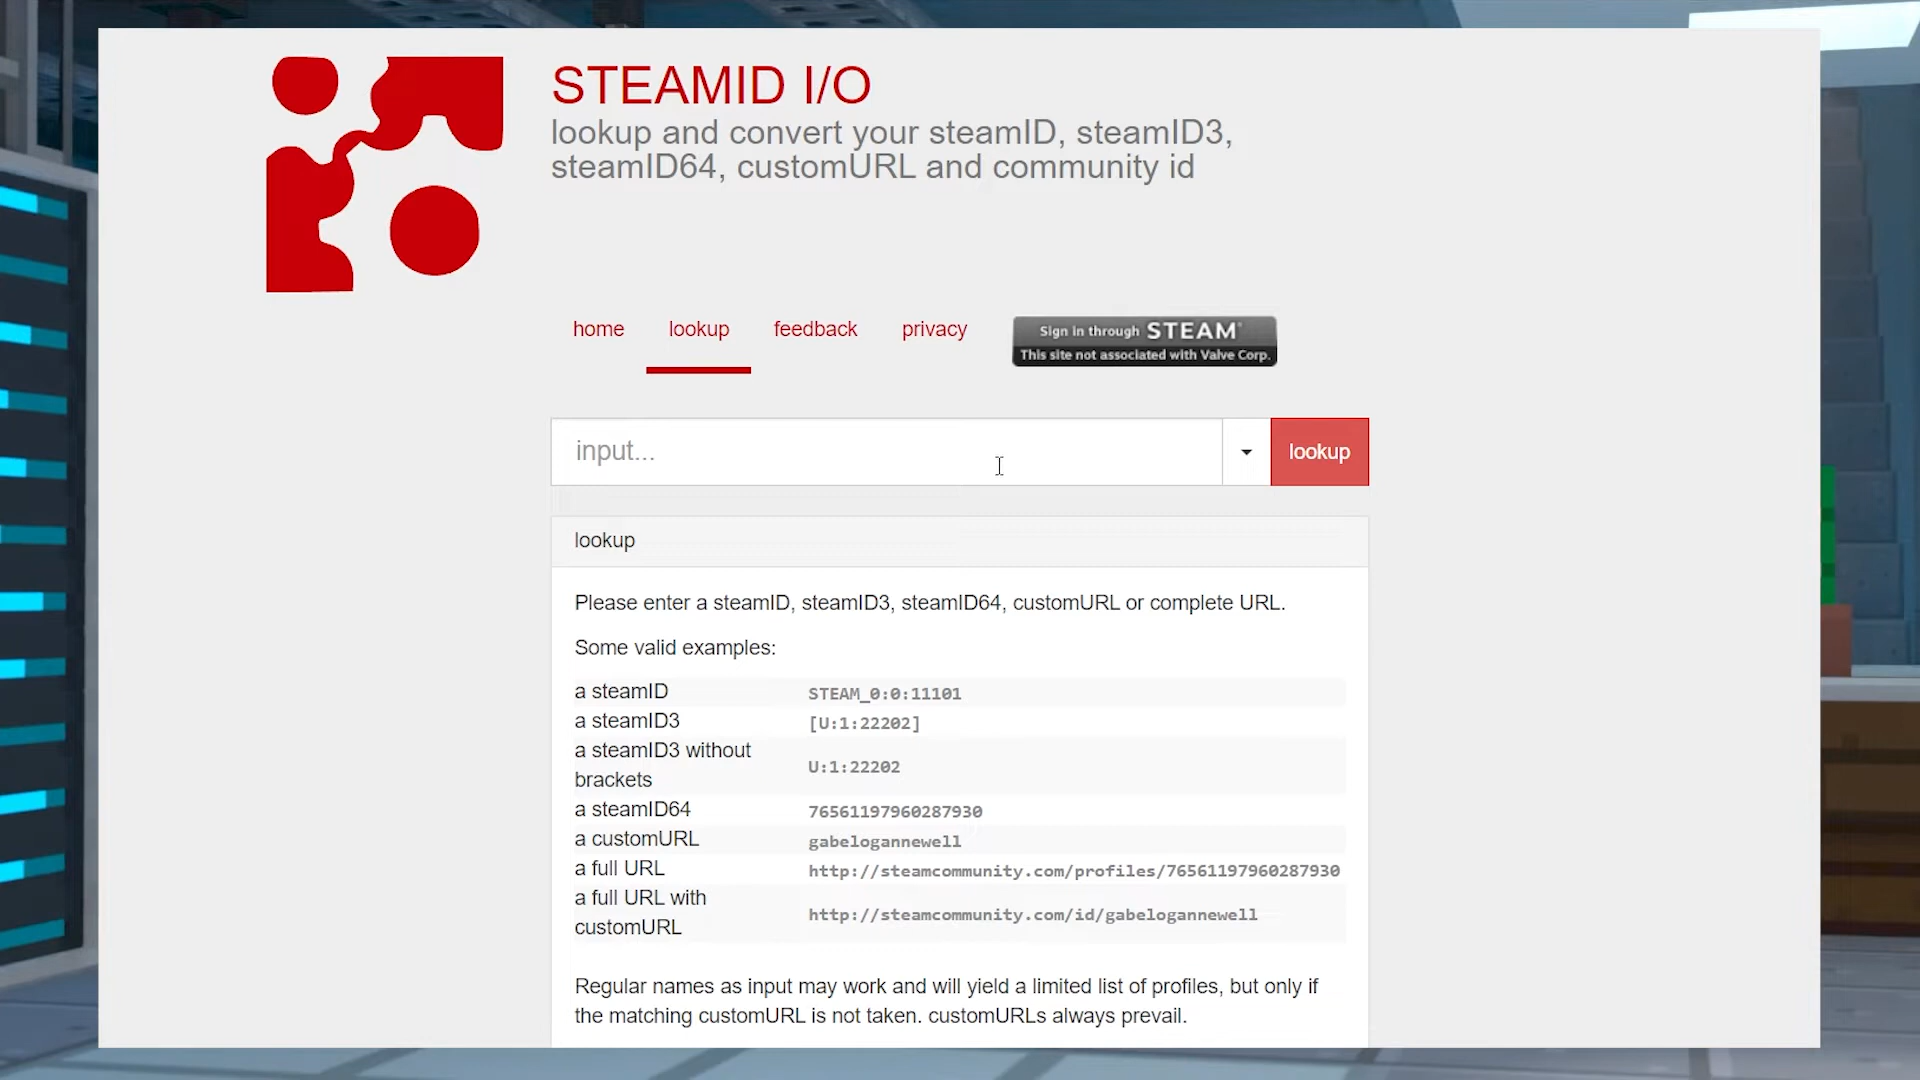 STEAMID I/O
lookup and convert your steamID, steamID3,
steamID64, customURL and community id
home lookup feedback privacy
Sign in through STEAM®
This site not associated with Valve Corp.
input...
lookup
lookup
Please enter a steamID, steamID3, steamID64, customURL or complete URL.
Some valid examples:
a steamID STEAM_0:0:11101
a steamID3 [U:1:22202]
a steamID3 without
brackets
U:1:22202
a steamID64 76561197960287930
a customURL gabelogannewell
a full URL http://steamcommunity.com/profiles/76561197960287930
a full URL with
customURL
http://steamcommunity.com/id/gabelogannewell
Regular names as input may work and will yield a limited list of profiles, but only if
the matching customURL is not taken. customURLs always prevail.